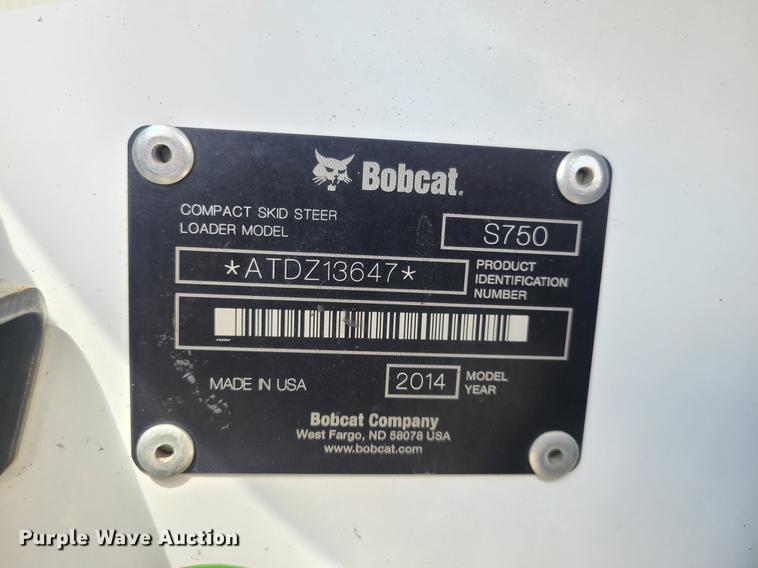 Bobcat.
COMPACT SKID STEER
LOADER MODEL
S750
*ATDZ13647*
PRODUCT
IDENTIFICATION
NUMBER
MADE IN USA
2014
MODEL
YEAR
Bobcat Company
West Fargo, ND 58078 USA
www.bobcat.com
Purple Wave Auction